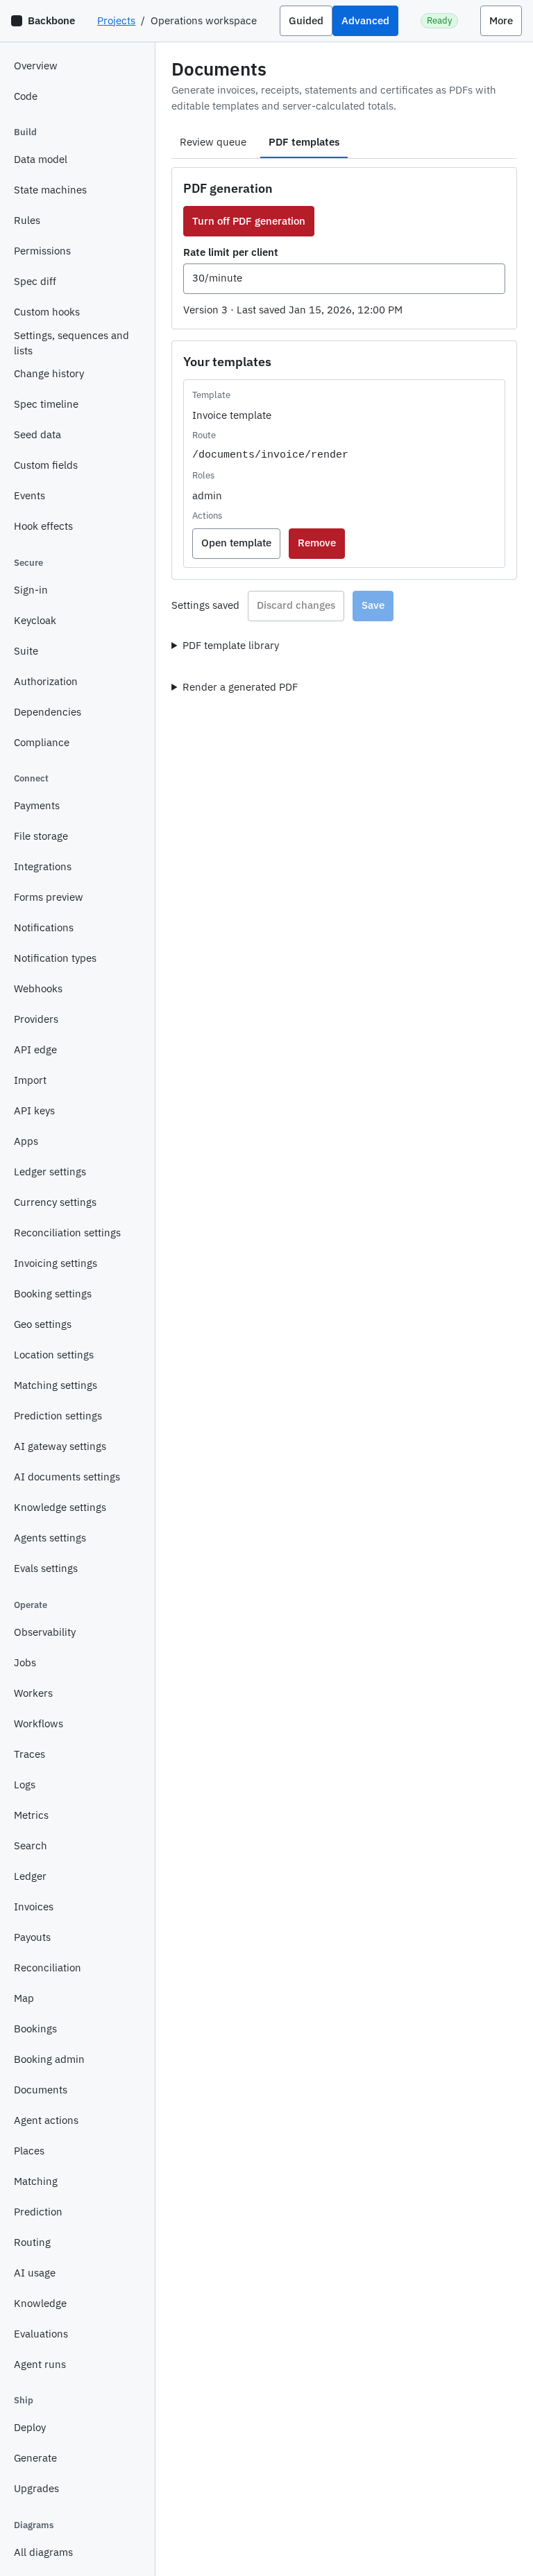 Backbone
Projects / Operations workspace
Guided
Advanced
Ready
More
Overview
Code
Build
Data model
State machines
Rules
Permissions
Spec diff
Custom hooks
Settings, sequences and
lists
Change history
Spec timeline
Seed data
Custom fields
Events
Hook effects
Secure
Sign-in
Keycloak
Suite
Authorization
Dependencies
Compliance
Connect
Payments
File storage
Integrations
Forms preview
Notifications
Notification types
Webhooks
Providers
API edge
Import
API keys
Apps
Ledger settings
Currency settings
Reconciliation settings
Invoicing settings
Booking settings
Geo settings
Location settings
Matching settings
Prediction settings
AI gateway settings
AI documents settings
Knowledge settings
Agents settings
Evals settings
Operate
Observability
Jobs
Workers
Workflows
Traces
Logs
Metrics
Search
Ledger
Invoices
Payouts
Reconciliation
Map
Bookings
Booking admin
Documents
Agent actions
Places
Matching
Prediction
Routing
AI usage
Knowledge
Evaluations
Agent runs
Ship
Deploy
Generate
Upgrades
Diagrams
All diagrams
Documents
Generate invoices, receipts, statements and certificates as PDFs with
editable templates and server-calculated totals.
Review queue
PDF templates
PDF generation
Turn off PDF generation
Rate limit per client
30/minute
Version 3 · Last saved Jan 15, 2026, 12:00 PM
Your templates
Template
Invoice template
Route
/documents/invoice/render
Roles
admin
Actions
Open template
Remove
Settings saved
Discard changes
Save
PDF template library
Render a generated PDF